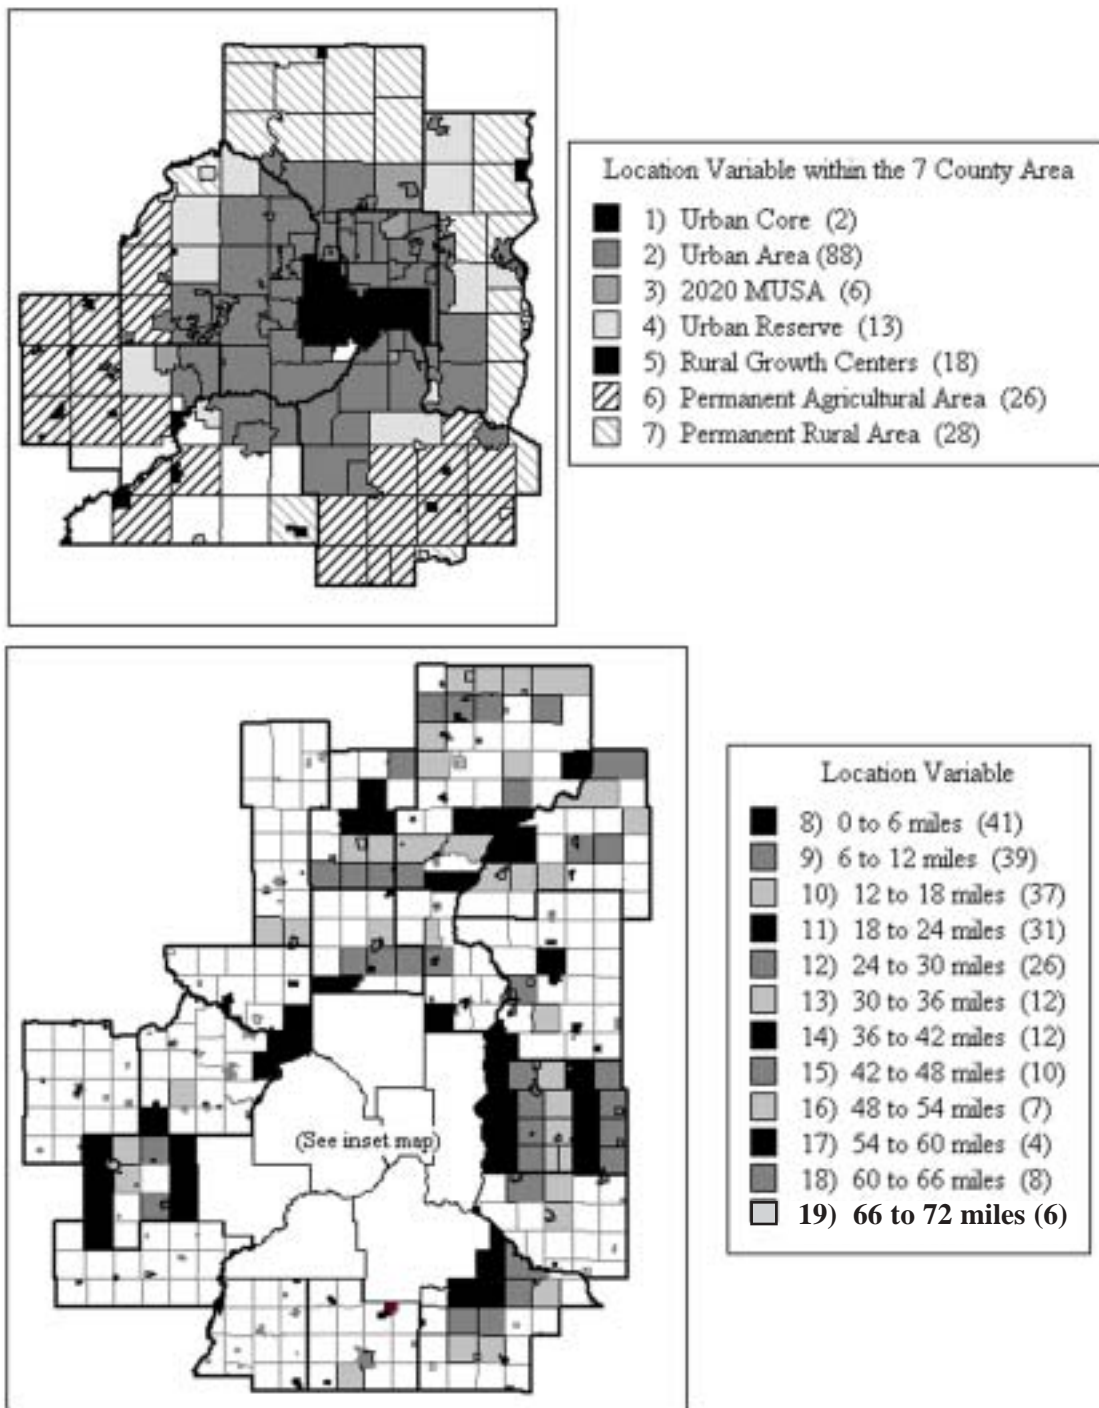 Location Variable within the 7 County Area
1) Urban Core (2)
2) Urban Area (88)
3) 2020 MUSA (6)
4) Urban Reserve (13)
5) Rural Growth Centers (18)
6) Permanent Agricultural Area (26)
7) Permanent Rural Area (28)
(See inset map)
Location Variable
8) 0 to 6 miles (41)
9) 6 to 12 miles (39)
10) 12 to 18 miles (37)
11) 18 to 24 miles (31)
12) 24 to 30 miles (26)
13) 30 to 36 miles (12)
14) 36 to 42 miles (12)
15) 42 to 48 miles (10)
16) 48 to 54 miles (7)
17) 54 to 60 miles (4)
18) 60 to 66 miles (8)
19) 66 to 72 miles (6)